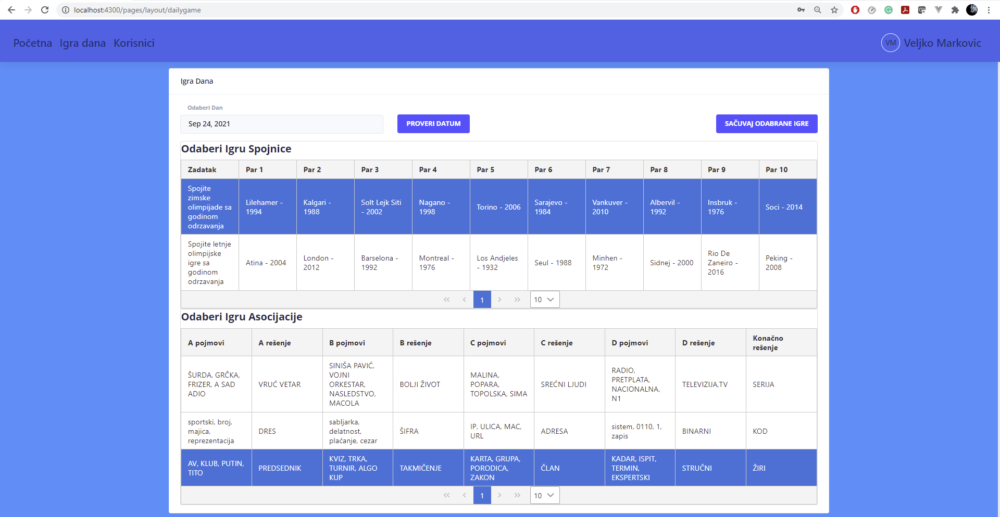 localhost:4300/pages/layout/dailygame
Početna Igra dana Korisnici
VM Veljko Markovic
Igra Dana
Odaberi Dan
Sep 24, 2021
PROVERI DATUM
SAČUVAJ ODABRANE IGRE
Odaberi Igru Spojnice
Zadatak Par 1 Par 2 Par 3 Par 4 Par 5 Par 6 Par 7 Par 8 Par 9 Par 10
Spojite
zimske
olimpijade sa
godinom
odrzavanja
Lilehamer -
1994
Kalgari -
1988
Solt Lejk Siti
- 2002
Nagano -
1998
Torino - 2006
Sarajevo -
1984
Vankuver -
2010
Albervil -
1992
Insbruk -
1976
Soci - 2014
Spojite letnje
olimpijske
igre sa
godinom
odrzavanja
Atina - 2004
London -
2012
Barselona -
1992
Montreal -
1976
Los Andjeles
- 1932
Seul - 1988
Minhen -
1972
Sidnej - 2000
Rio De
Zaneiro -
2016
Peking -
2008
1 10
Odaberi Igru Asocijacije
A pojmovi A rešenje B pojmovi B rešenje C pojmovi C rešenje D pojmovi D rešenje
Konačno
rešenje
ŠURDA, GRČKA,
FRIZER, A SAD
ADIO
VRUĆ VETAR
SINIŠA PAVIĆ,
VOJNI
ORKESTAR,
NASLEDSTVO,
MACOLA
BOLJI ŽIVOT
MALINA,
POPARA,
TOPOLSKA, SIMA
SREĆNI LJUDI
RADIO,
PRETPLATA,
NACIONALNA,
N1
TELEVIZIJA,TV
SERIJA
sportski, broj,
majica,
reprezentacija
DRES
sabljarka,
delatnost,
plaćanje, cezar
ŠIFRA
IP, ULICA, MAC,
URL
ADRESA
sistem, 0110, 1,
zapis
BINARNI
KOD
AV, KLUB, PUTIN,
TITO
PREDSEDNIK
KVIZ, TRKA,
TURNIR, ALGO
KUP
TAKMIČENJE
KARTA, GRUPA,
PORODICA,
ZAKON
ČLAN
KADAR, ISPIT,
TERMIN,
EKSPERTSKI
STRUČNI
ŽIRI
1 10